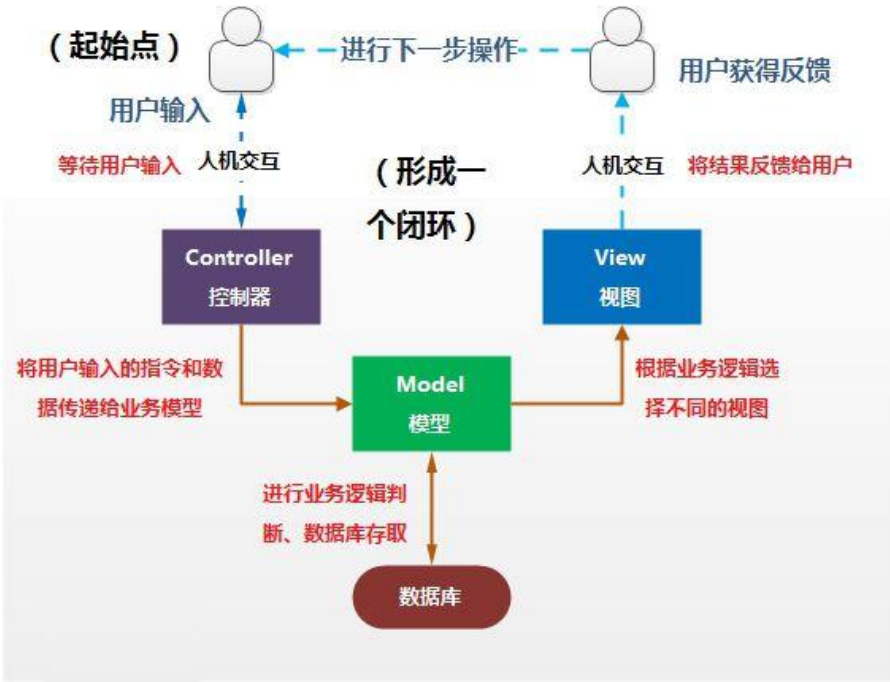 （起始点）
进行下一步操作
用户获得反馈
用户输入
等待用户输入
人机交互
（形成一
个闭环）
人机交互
将结果反馈给用户
Controller
控制器
View
视图
将用户输入的指令和数
据传递给业务模型
Model
模型
根据业务逻辑选
择不同的视图
进行业务逻辑判
断、数据库存取
数据库